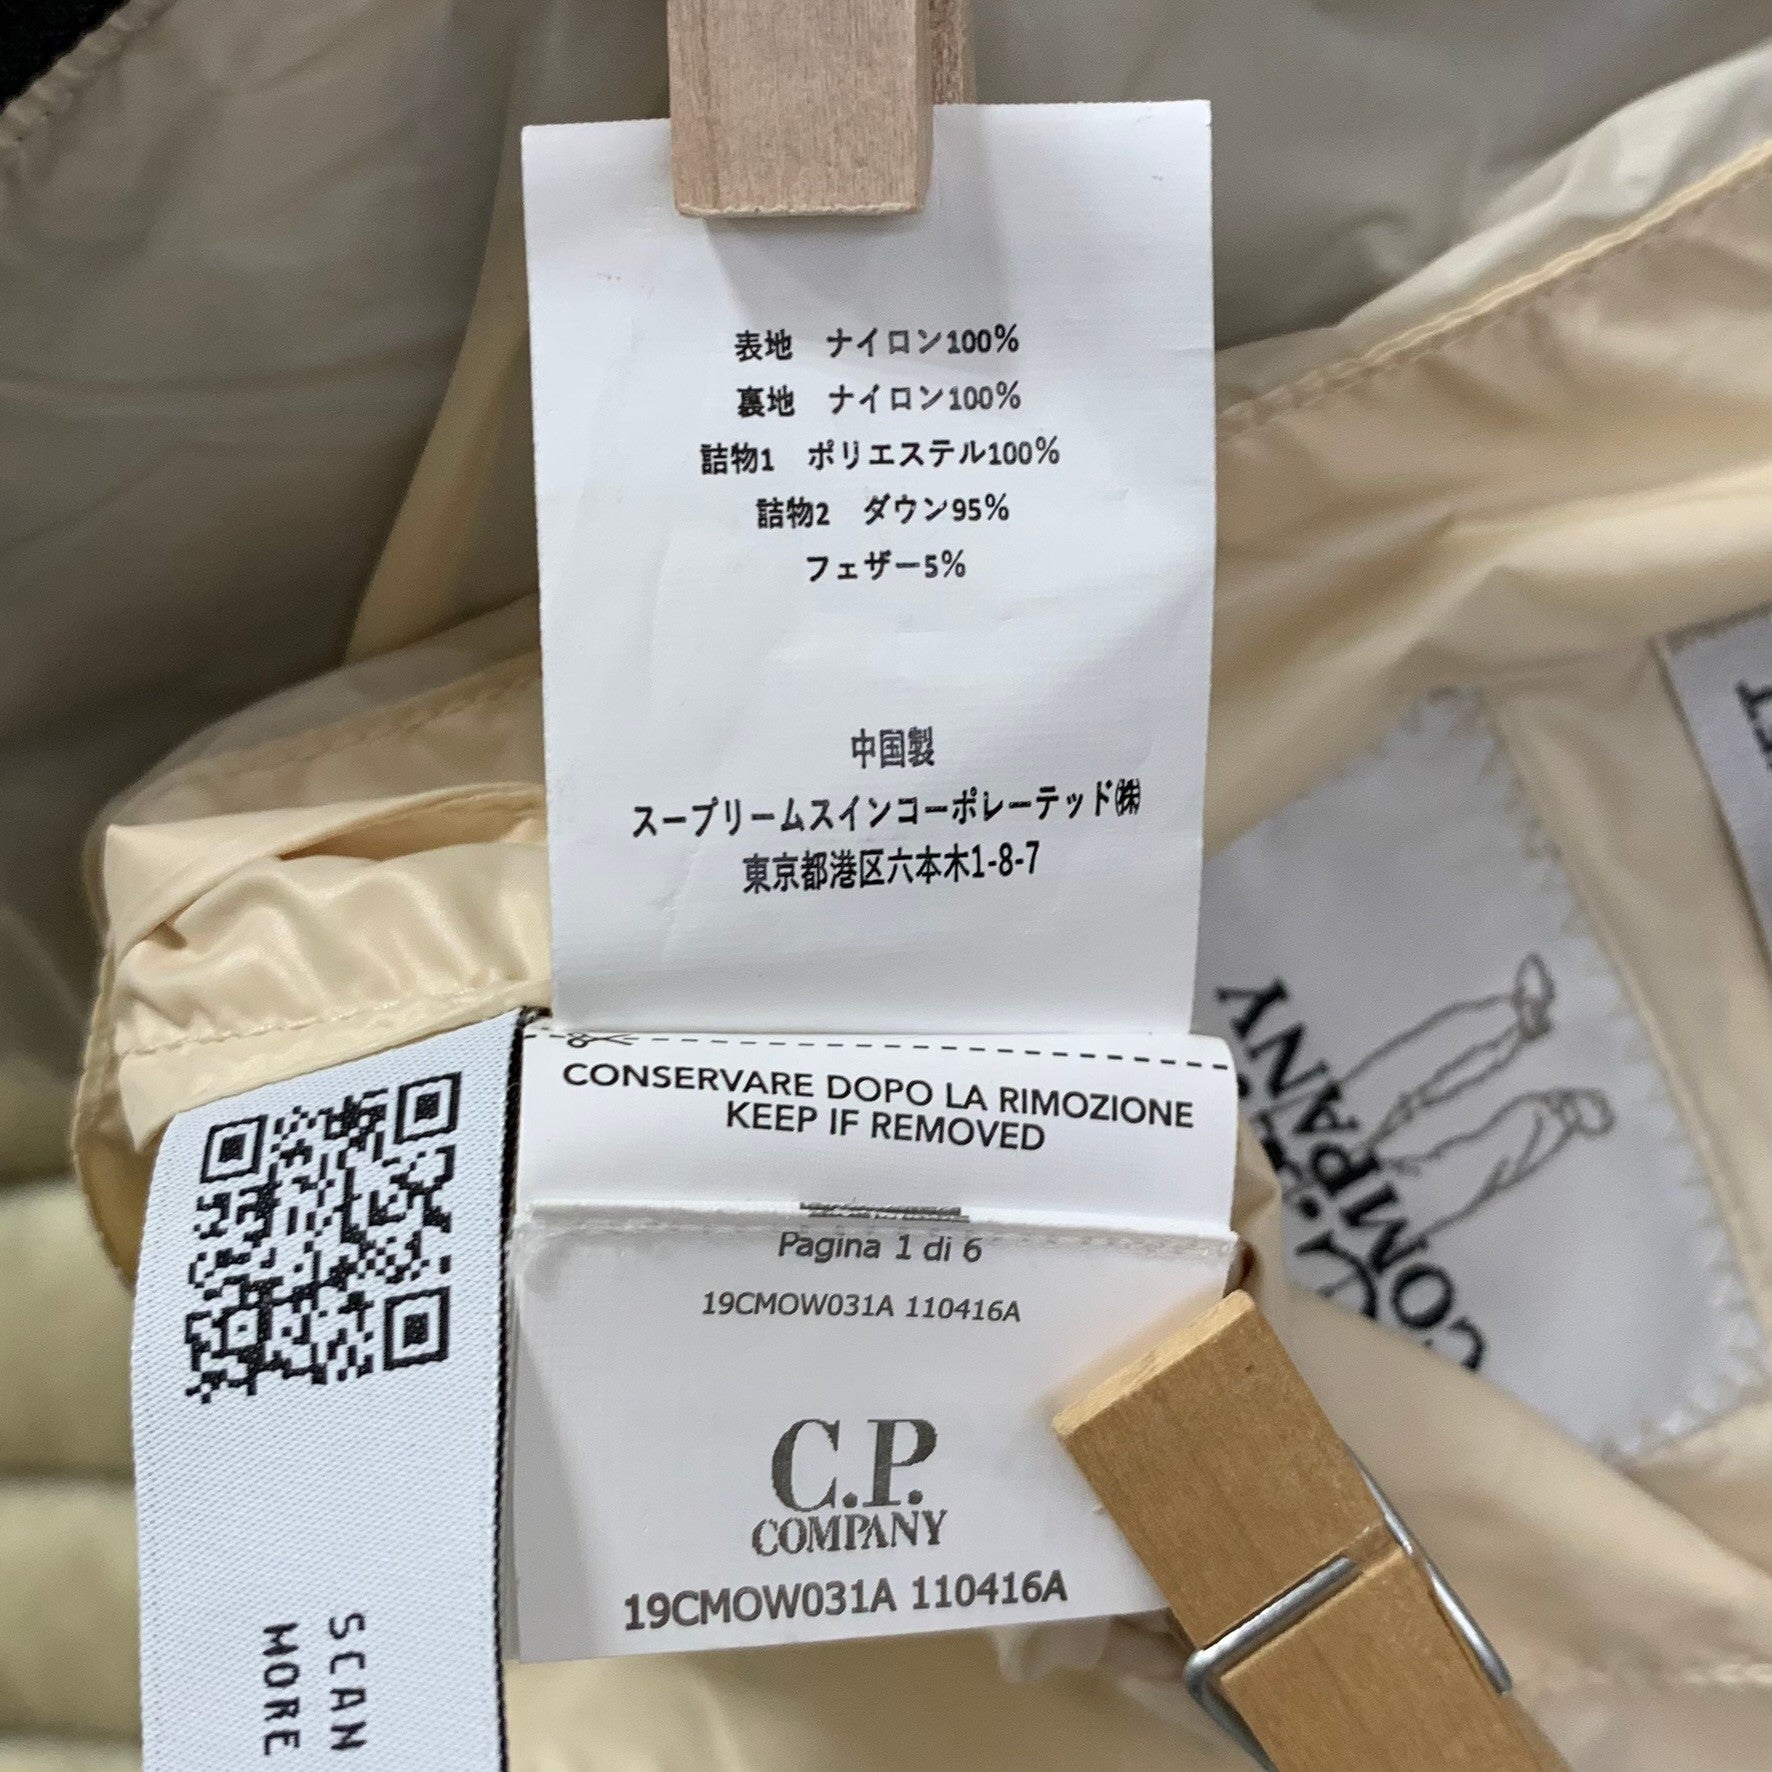 表地　ナイロン100%
裏地　ナイロン100%
詰物1　ポリエステル100%
詰物2　ダウン95%
フェザー5%
中国製
スープリームスインコーポレーテッド㈱
東京都港区六本木1-8-7
CONSERVARE DOPO LA RIMOZIONE
KEEP IF REMOVED
Pagina 1 di 6
19CMOW031A 110416A
C.P.
COMPANY
19CMOW031A 110416A
SCAN
MORE
COMPANY
COMPANY